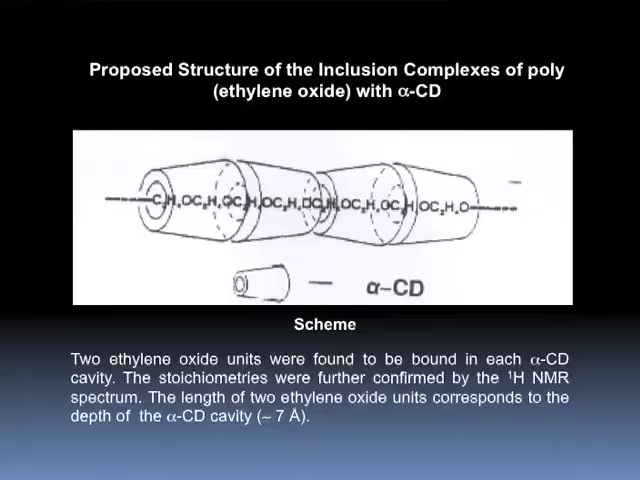 Proposed Structure of the Inclusion Complexes of poly
(ethylene oxide) with α-CD
C₂H₄OC₂H₄OC₂H₄OC₂H₄OC₂H₄OC₂H₄OC₂H₄OC₂H₄O
α–CD
Scheme
Two ethylene oxide units were found to be bound in each α-CD
cavity. The stoichiometries were further confirmed by the ¹H NMR
spectrum. The length of two ethylene oxide units corresponds to the
depth of the α-CD cavity (~ 7 Å).